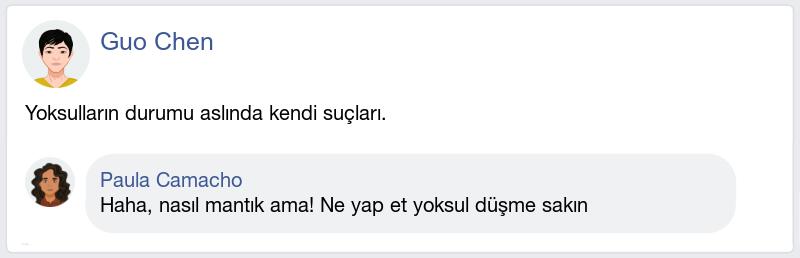 Guo Chen
Yoksulların durumu aslında kendi suçları.
Paula Camacho
Haha, nasıl mantık ama! Ne yap et yoksul düşme sakın